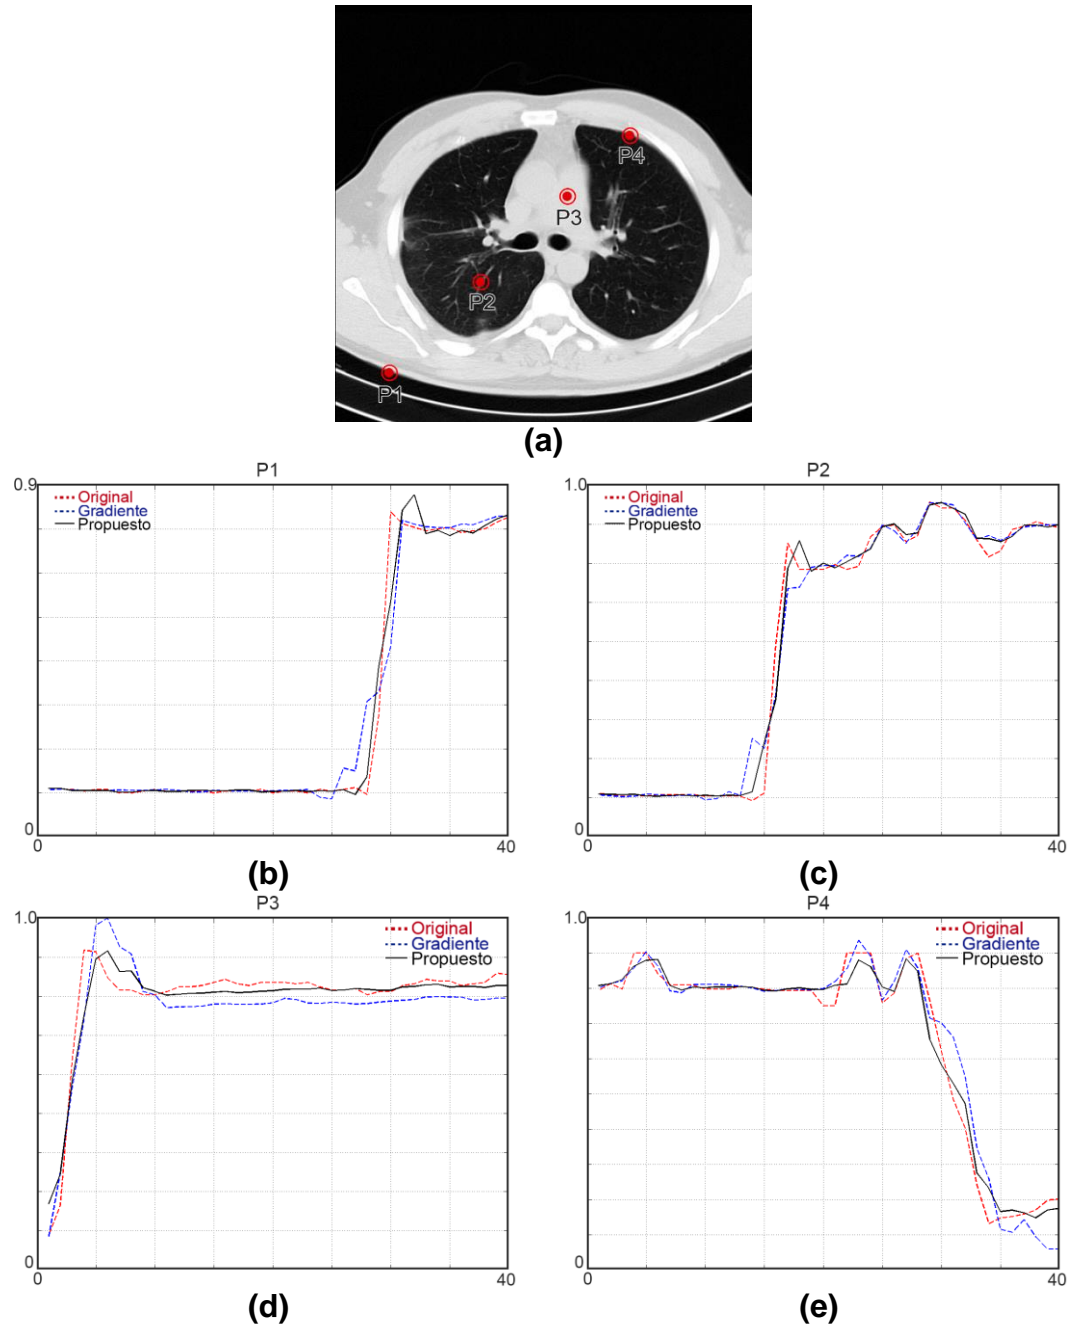 P4
P3
P2
P1
(a)
P1
0.9
Original
Gradiente
Propuesto
0
0
40
(b)
P2
1.0
Original
Gradiente
Propuesto
0
0
40
(c)
P3
1.0
Original
Gradiente
Propuesto
0
0
40
(d)
P4
1.0
Original
Gradiente
Propuesto
0
0
40
(e)